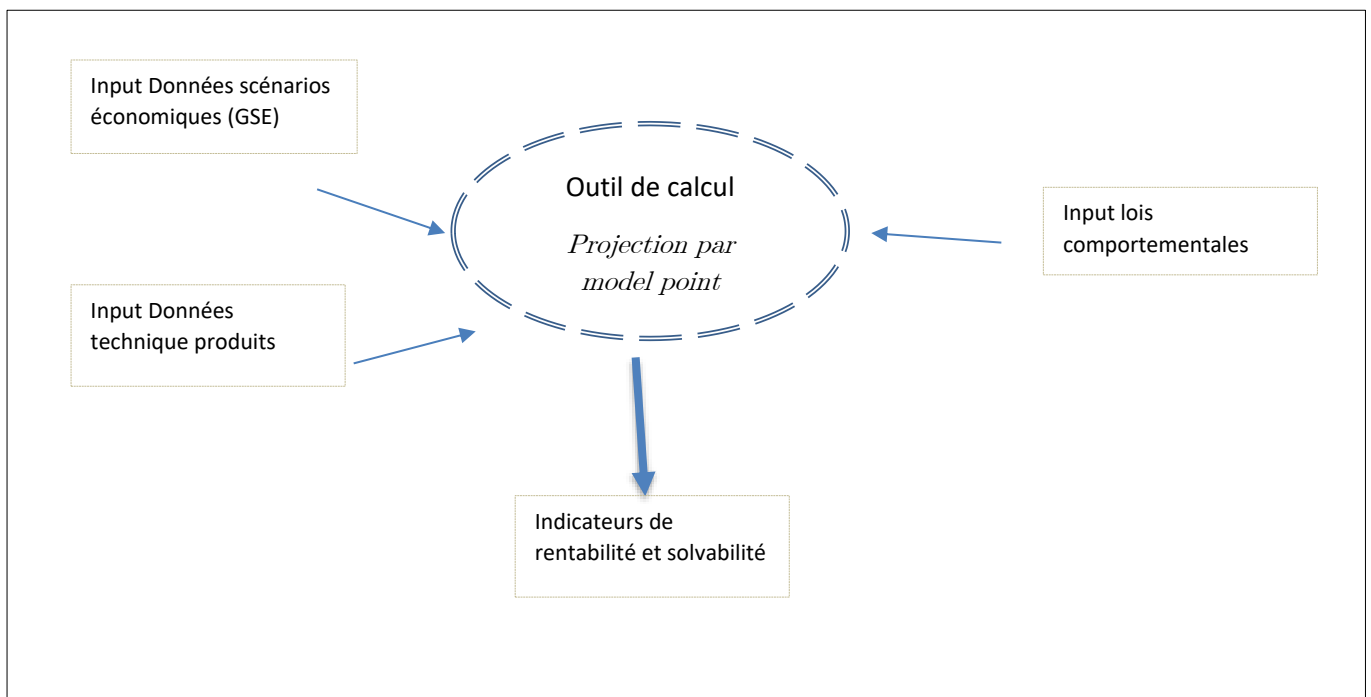 Input Données scénarios
économiques (GSE)
Outil de calcul
Projection par
model point
Input lois
comportementales
Input Données
technique produits
Indicateurs de
rentabilité et solvabilité